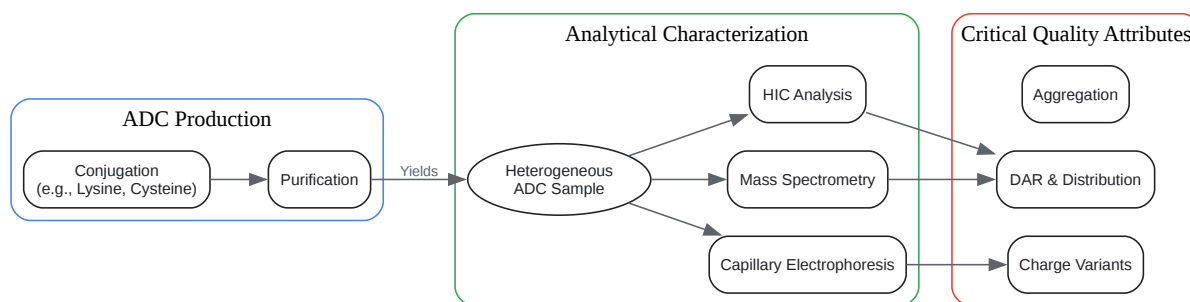 ADC Production
Conjugation
(e.g., Lysine, Cysteine)
Purification
Yields
Analytical Characterization
Heterogeneous
ADC Sample
HIC Analysis
Mass Spectrometry
Capillary Electrophoresis
Critical Quality Attributes
Aggregation
DAR & Distribution
Charge Variants